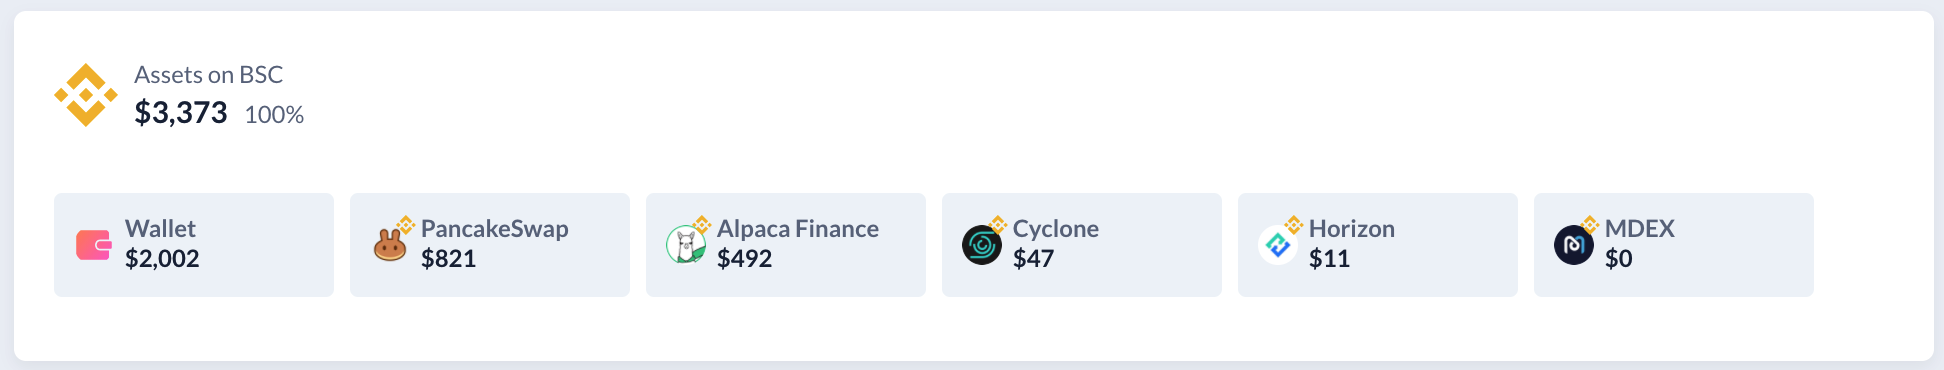 Assets on BSC
$3,373 100%
Wallet
$2,002
PancakeSwap
$821
Alpaca Finance
$492
Cyclone
$47
Horizon
$11
MDEX
$0